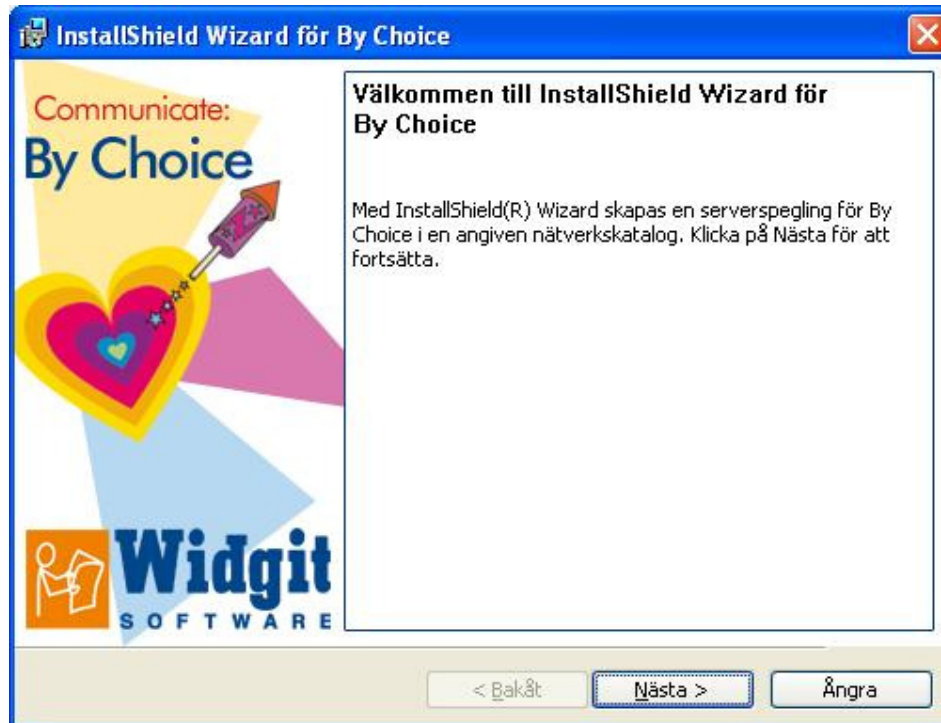 InstallShield Wizard för By Choice
Communicate:
By Choice
Widgit
SOFTWARE
Välkommen till InstallShield Wizard för
By Choice
Med InstallShield(R) Wizard skapas en serverspegling för By
Choice i en angiven nätverkskatalog. Klicka på Nästa för att
fortsätta.
< Bakåt
Nästa >
Ångra